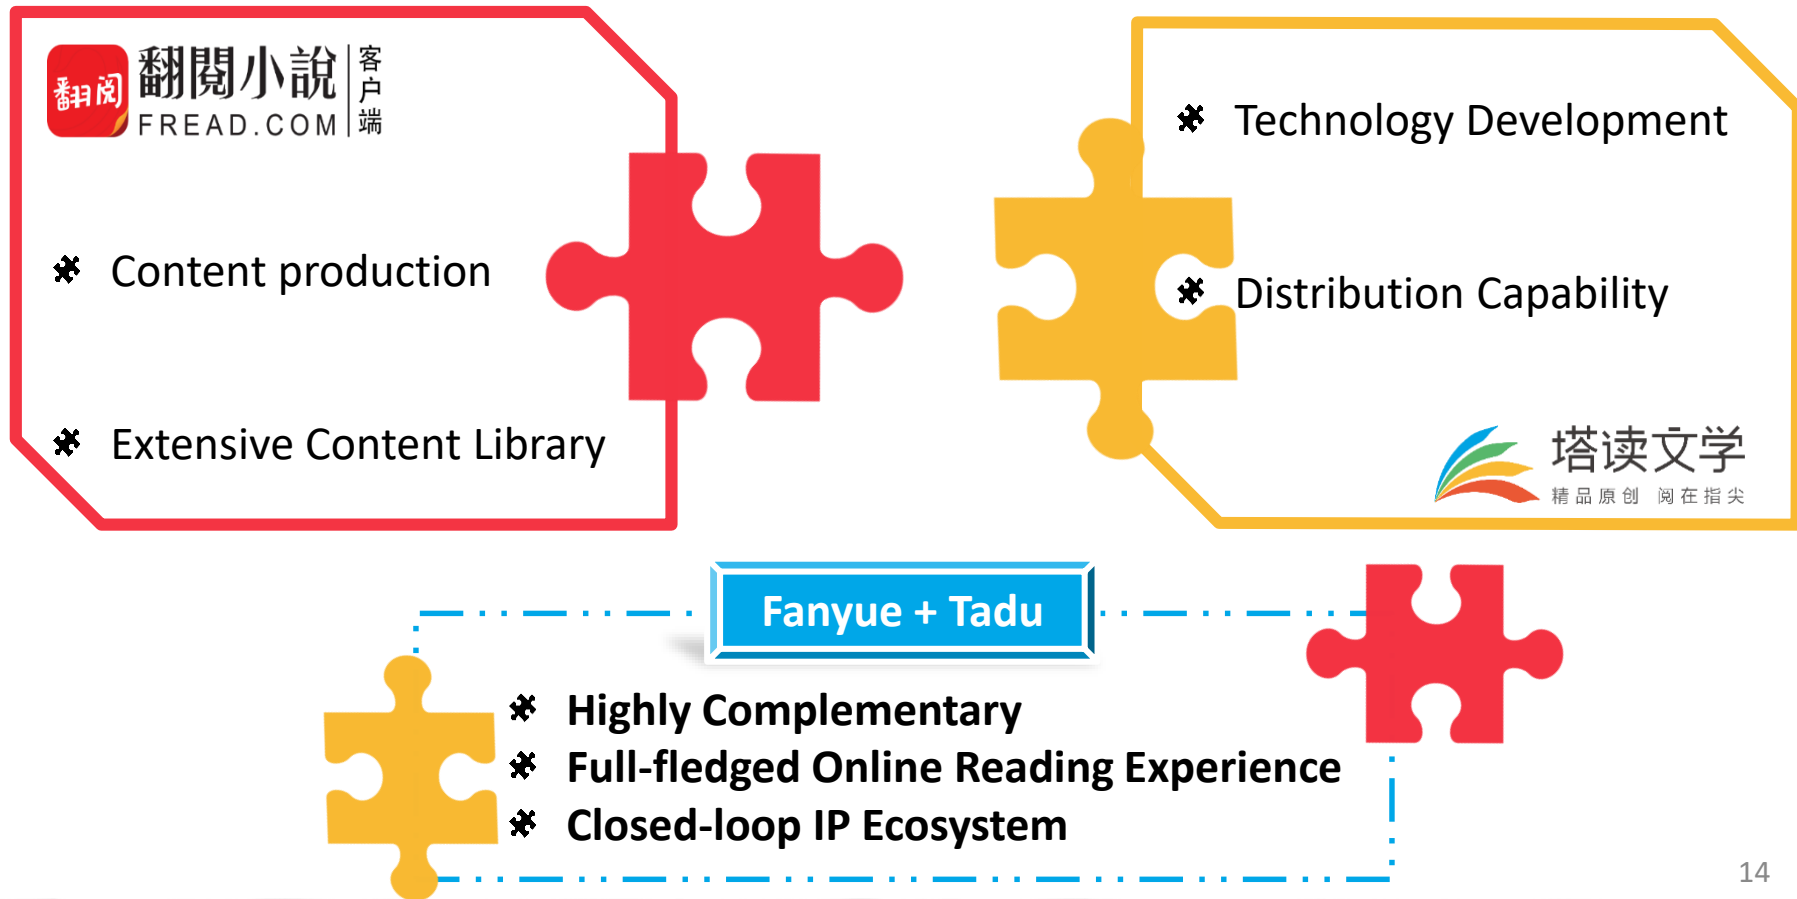 翻阅
翻閱小說
FREAD.COM
客户端
Content production
Extensive Content Library
Technology Development
Distribution Capability
塔读文学
精品原创 阅在指尖
Fanyue + Tadu
Highly Complementary
Full-fledged Online Reading Experience
Closed-loop IP Ecosystem
14